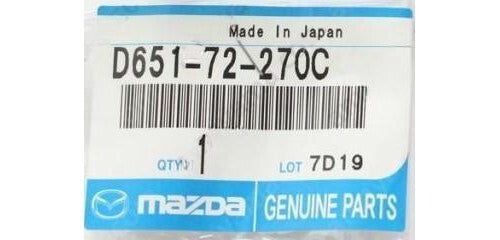 Made In Japan
D651-72-270C
QTY. 1 LOT 7D19
mazda GENUINE PARTS